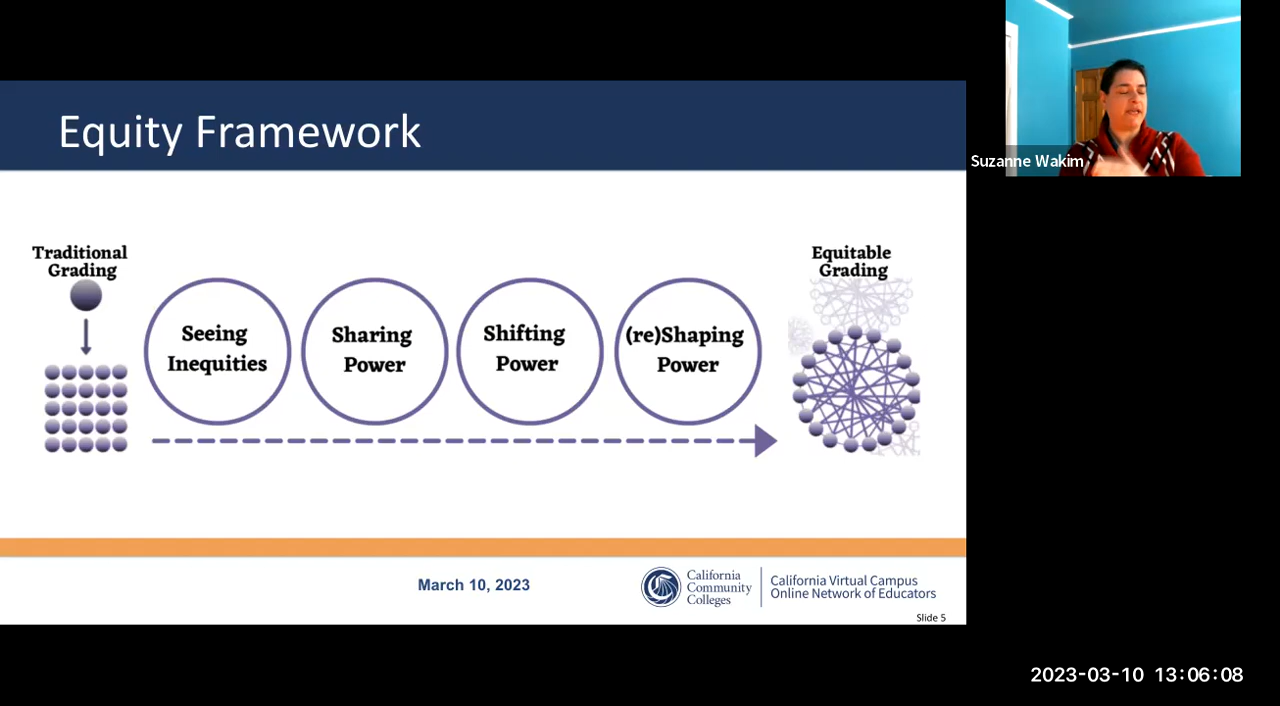 Equity Framework
Traditional
Grading
Seeing
Inequities
Sharing
Power
Shifting
Power
(re)Shaping
Power
Equitable
Grading
March 10, 2023
California
Community
Colleges
California Virtual Campus
Online Network of Educators
Slide 5
Suzanne Wakim
2023-03-10 13:06:08